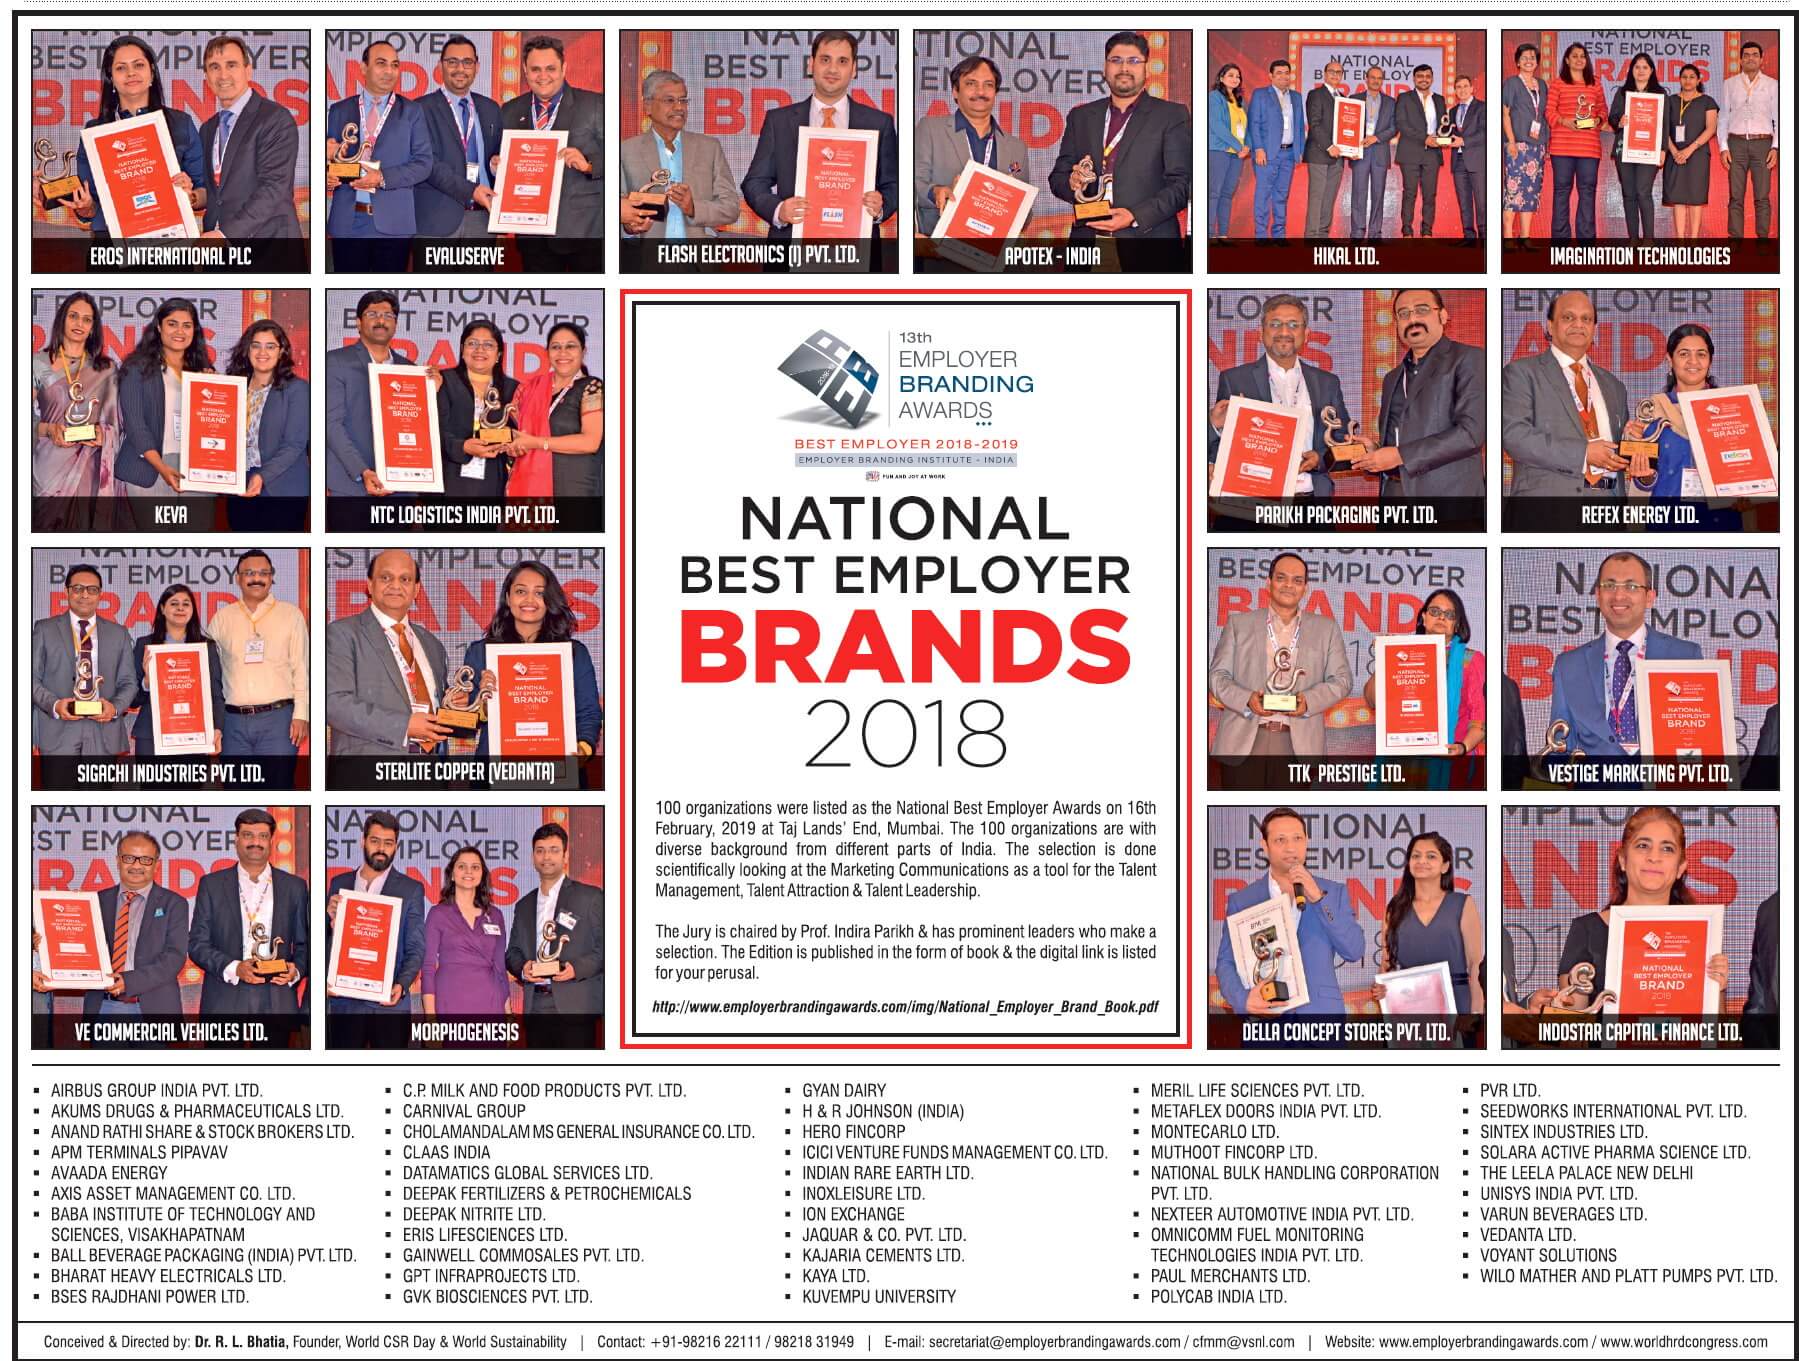 EROS INTERNATIONAL PLC
EVALUSERVE
FLASH ELECTRONICS (I) PVT. LTD.
APOTEX - INDIA
HIKAL LTD.
IMAGINATION TECHNOLOGIES
KEVA
NTC LOGISTICS INDIA PVT. LTD.
13th
EMPLOYER
BRANDING
AWARDS
BEST EMPLOYER 2018-2019
EMPLOYER BRANDING INSTITUTE - INDIA
FUN AND JOY AT WORK
NATIONAL
BEST EMPLOYER
BRANDS
2018
100 organizations were listed as the National Best Employer Awards on 16th
February, 2019 at Taj Lands' End, Mumbai. The 100 organizations are with
diverse background from different parts of India. The selection is done
scientifically looking at the Marketing Communications as a tool for the Talent
Management, Talent Attraction & Talent Leadership.
The Jury is chaired by Prof. Indira Parikh & has prominent leaders who make a
selection. The Edition is published in the form of book & the digital link is listed
for your perusal.
http://www.employerbrandingawards.com/img/National_Employer_Brand_Book.pdf
PARIKH PACKAGING PVT. LTD.
REFEX ENERGY LTD.
SIGACHI INDUSTRIES PVT. LTD.
STERLITE COPPER (VEDANTA)
TTK PRESTIGE LTD.
VESTIGE MARKETING PVT. LTD.
VE COMMERCIAL VEHICLES LTD.
MORPHOGENESIS
DELLA CONCEPT STORES PVT. LTD.
INDOSTAR CAPITAL FINANCE LTD.
▪ AIRBUS GROUP INDIA PVT. LTD.
▪ AKUMS DRUGS & PHARMACEUTICALS LTD.
▪ ANAND RATHI SHARE & STOCK BROKERS LTD.
▪ APM TERMINALS PIPAVAV
▪ AVAADA ENERGY
▪ AXIS ASSET MANAGEMENT CO. LTD.
▪ BABA INSTITUTE OF TECHNOLOGY AND
SCIENCES, VISAKHAPATNAM
▪ BALL BEVERAGE PACKAGING (INDIA) PVT. LTD.
▪ BHARAT HEAVY ELECTRICALS LTD.
▪ BSES RAJDHANI POWER LTD.
▪ C.P. MILK AND FOOD PRODUCTS PVT. LTD.
▪ CARNIVAL GROUP
▪ CHOLAMANDALAM MS GENERAL INSURANCE CO. LTD.
▪ CLAAS INDIA
▪ DATAMATICS GLOBAL SERVICES LTD.
▪ DEEPAK FERTILIZERS & PETROCHEMICALS
▪ DEEPAK NITRITE LTD.
▪ ERIS LIFESCIENCES LTD.
▪ GAINWELL COMMOSALES PVT. LTD.
▪ GPT INFRAPROJECTS LTD.
▪ GVK BIOSCIENCES PVT. LTD.
▪ GYAN DAIRY
▪ H & R JOHNSON (INDIA)
▪ HERO FINCORP
▪ ICICI VENTURE FUNDS MANAGEMENT CO. LTD.
▪ INDIAN RARE EARTH LTD.
▪ INOXLEISURE LTD.
▪ ION EXCHANGE
▪ JAQUAR & CO. PVT. LTD.
▪ KAJARIA CEMENTS LTD.
▪ KAYA LTD.
▪ KUVEMPU UNIVERSITY
▪ MERIL LIFE SCIENCES PVT. LTD.
▪ METAFLEX DOORS INDIA PVT. LTD.
▪ MONTECARLO LTD.
▪ MUTHOOT FINCORP LTD.
▪ NATIONAL BULK HANDLING CORPORATION
PVT. LTD.
▪ NEXTEER AUTOMOTIVE INDIA PVT. LTD.
▪ OMNICOMM FUEL MONITORING
TECHNOLOGIES INDIA PVT. LTD.
▪ PAUL MERCHANTS LTD.
▪ POLYCAB INDIA LTD.
▪ PVR LTD.
▪ SEEDWORKS INTERNATIONAL PVT. LTD.
▪ SINTEX INDUSTRIES LTD.
▪ SOLARA ACTIVE PHARMA SCIENCE LTD.
▪ THE LEELA PALACE NEW DELHI
▪ UNISYS INDIA PVT. LTD.
▪ VARUN BEVERAGES LTD.
▪ VEDANTA LTD.
▪ VOYANT SOLUTIONS
▪ WILO MATHER AND PLATT PUMPS PVT. LTD.
Conceived & Directed by: Dr. R. L. Bhatia, Founder, World CSR Day & World Sustainability | Contact: +91-98216 22111 / 98218 31949 | E-mail: secretariat@employerbrandingawards.com / cfmm@vsnl.com | Website: www.employerbrandingawards.com / www.worldhrdcongress.com